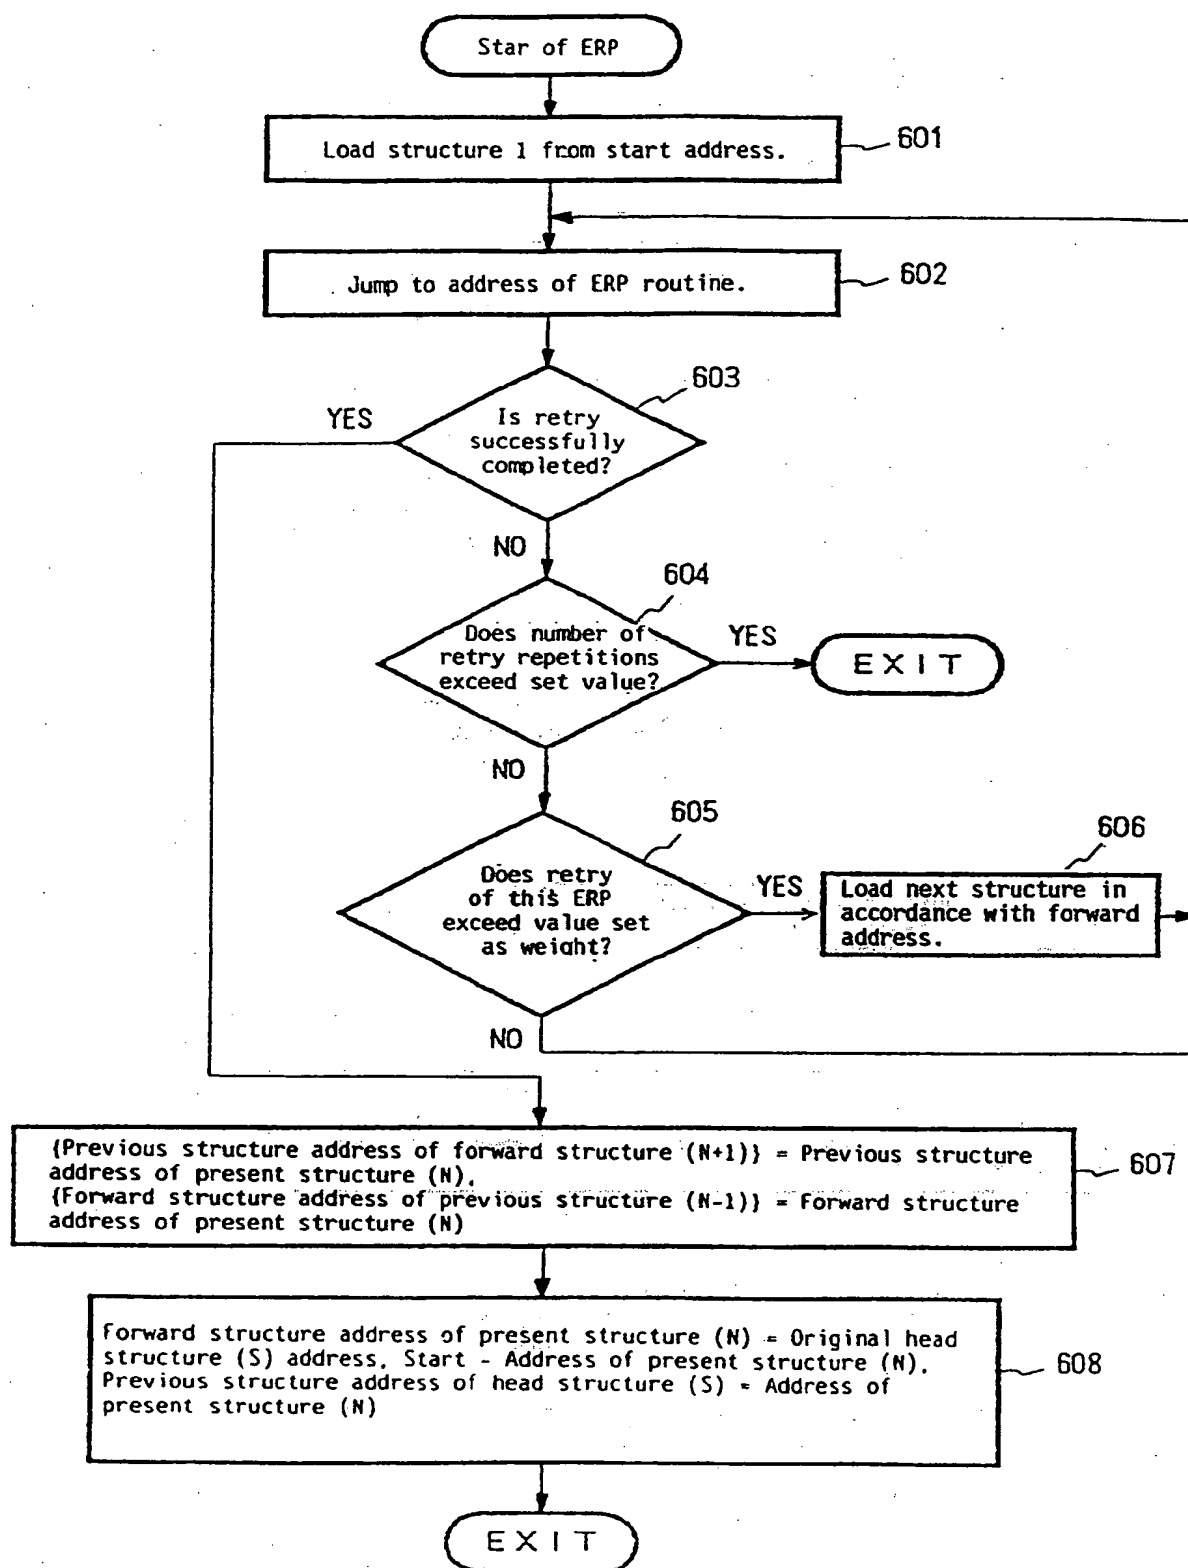 Star of ERP
Load structure 1 from start address.
601
Jump to address of ERP routine.
602
603
YES
Is retry
successfully
completed?
NO
604
Does number of
retry repetitions
exceed set value?
YES
EXIT
NO
605
606
Does retry
of this ERP
exceed value set
as weight?
YES
Load next structure in
accordance with forward
address.
NO
{Previous structure address of forward structure (N+1)} = Previous structure
address of present structure (N).
{Forward structure address of previous structure (N-1)} = Forward structure
address of present structure (N)
607
Forward structure address of present structure (N) = Original head
structure (S) address. Start - Address of present structure (N).
Previous structure address of head structure (S) = Address of
present structure (N)
608
EXIT